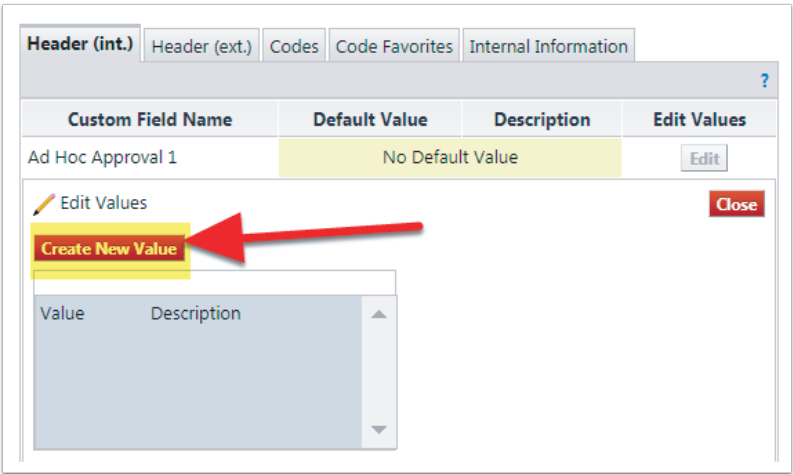 Header (int.) Header (ext.) Codes Code Favorites Internal Information
?
Custom Field Name Default Value Description Edit Values
Ad Hoc Approval 1 No Default Value Edit
Edit Values Close
Create New Value
Value Description